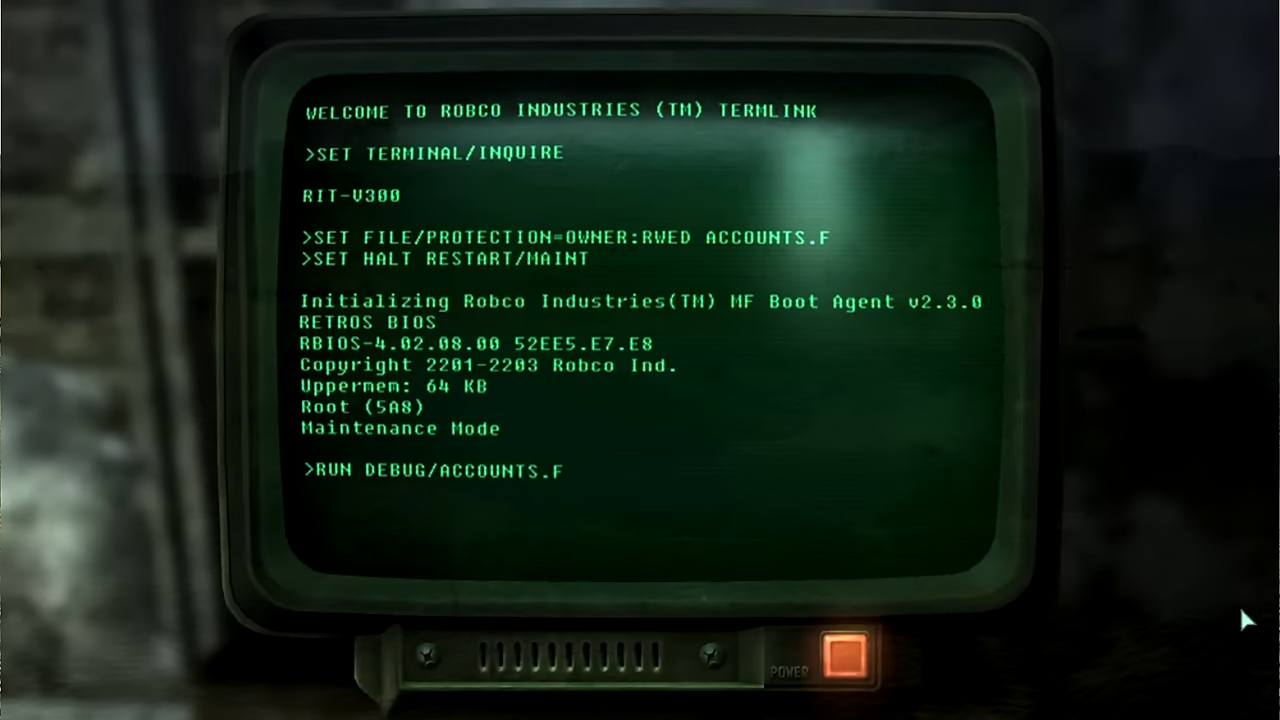 WELCOME TO ROBCO INDUSTRIES (TM) TERMLINK
>SET TERMINAL/INQUIRE
RIT-V300
>SET FILE/PROTECTION=OWNER:RWED ACCOUNTS.F
>SET HALT RESTART/MAINT
Initializing Robco Industries(TM) MF Boot Agent v2.3.0
RETROS BIOS
RBIOS-4.02.08.00 52EE5.E7.E8
Copyright 2201-2203 Robco Ind.
Uppermem: 64 KB
Root (5A8)
Maintenance Mode
>RUN DEBUG/ACCOUNTS.F
POWER